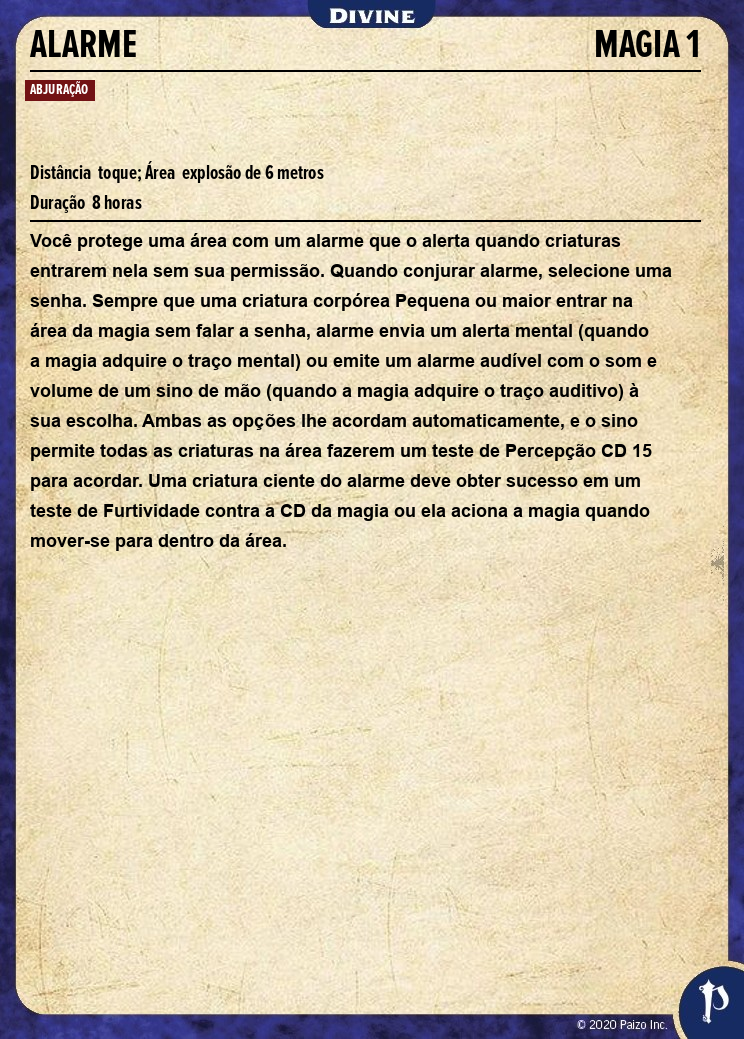 DIVINE
ALARME MAGIA 1
ABJURAÇÃO
Distância toque; Área explosão de 6 metros
Duração 8 horas
Você protege uma área com um alarme que o alerta quando criaturas
entrarem nela sem sua permissão. Quando conjurar alarme, selecione uma
senha. Sempre que uma criatura corpórea Pequena ou maior entrar na
área da magia sem falar a senha, alarme envia um alerta mental (quando
a magia adquire o traço mental) ou emite um alarme audível com o som e
volume de um sino de mão (quando a magia adquire o traço auditivo) à
sua escolha. Ambas as opções lhe acordam automaticamente, e o sino
permite todas as criaturas na área fazerem um teste de Percepção CD 15
para acordar. Uma criatura ciente do alarme deve obter sucesso em um
teste de Furtividade contra a CD da magia ou ela aciona a magia quando
mover-se para dentro da área.
© 2020 Paizo Inc.
P